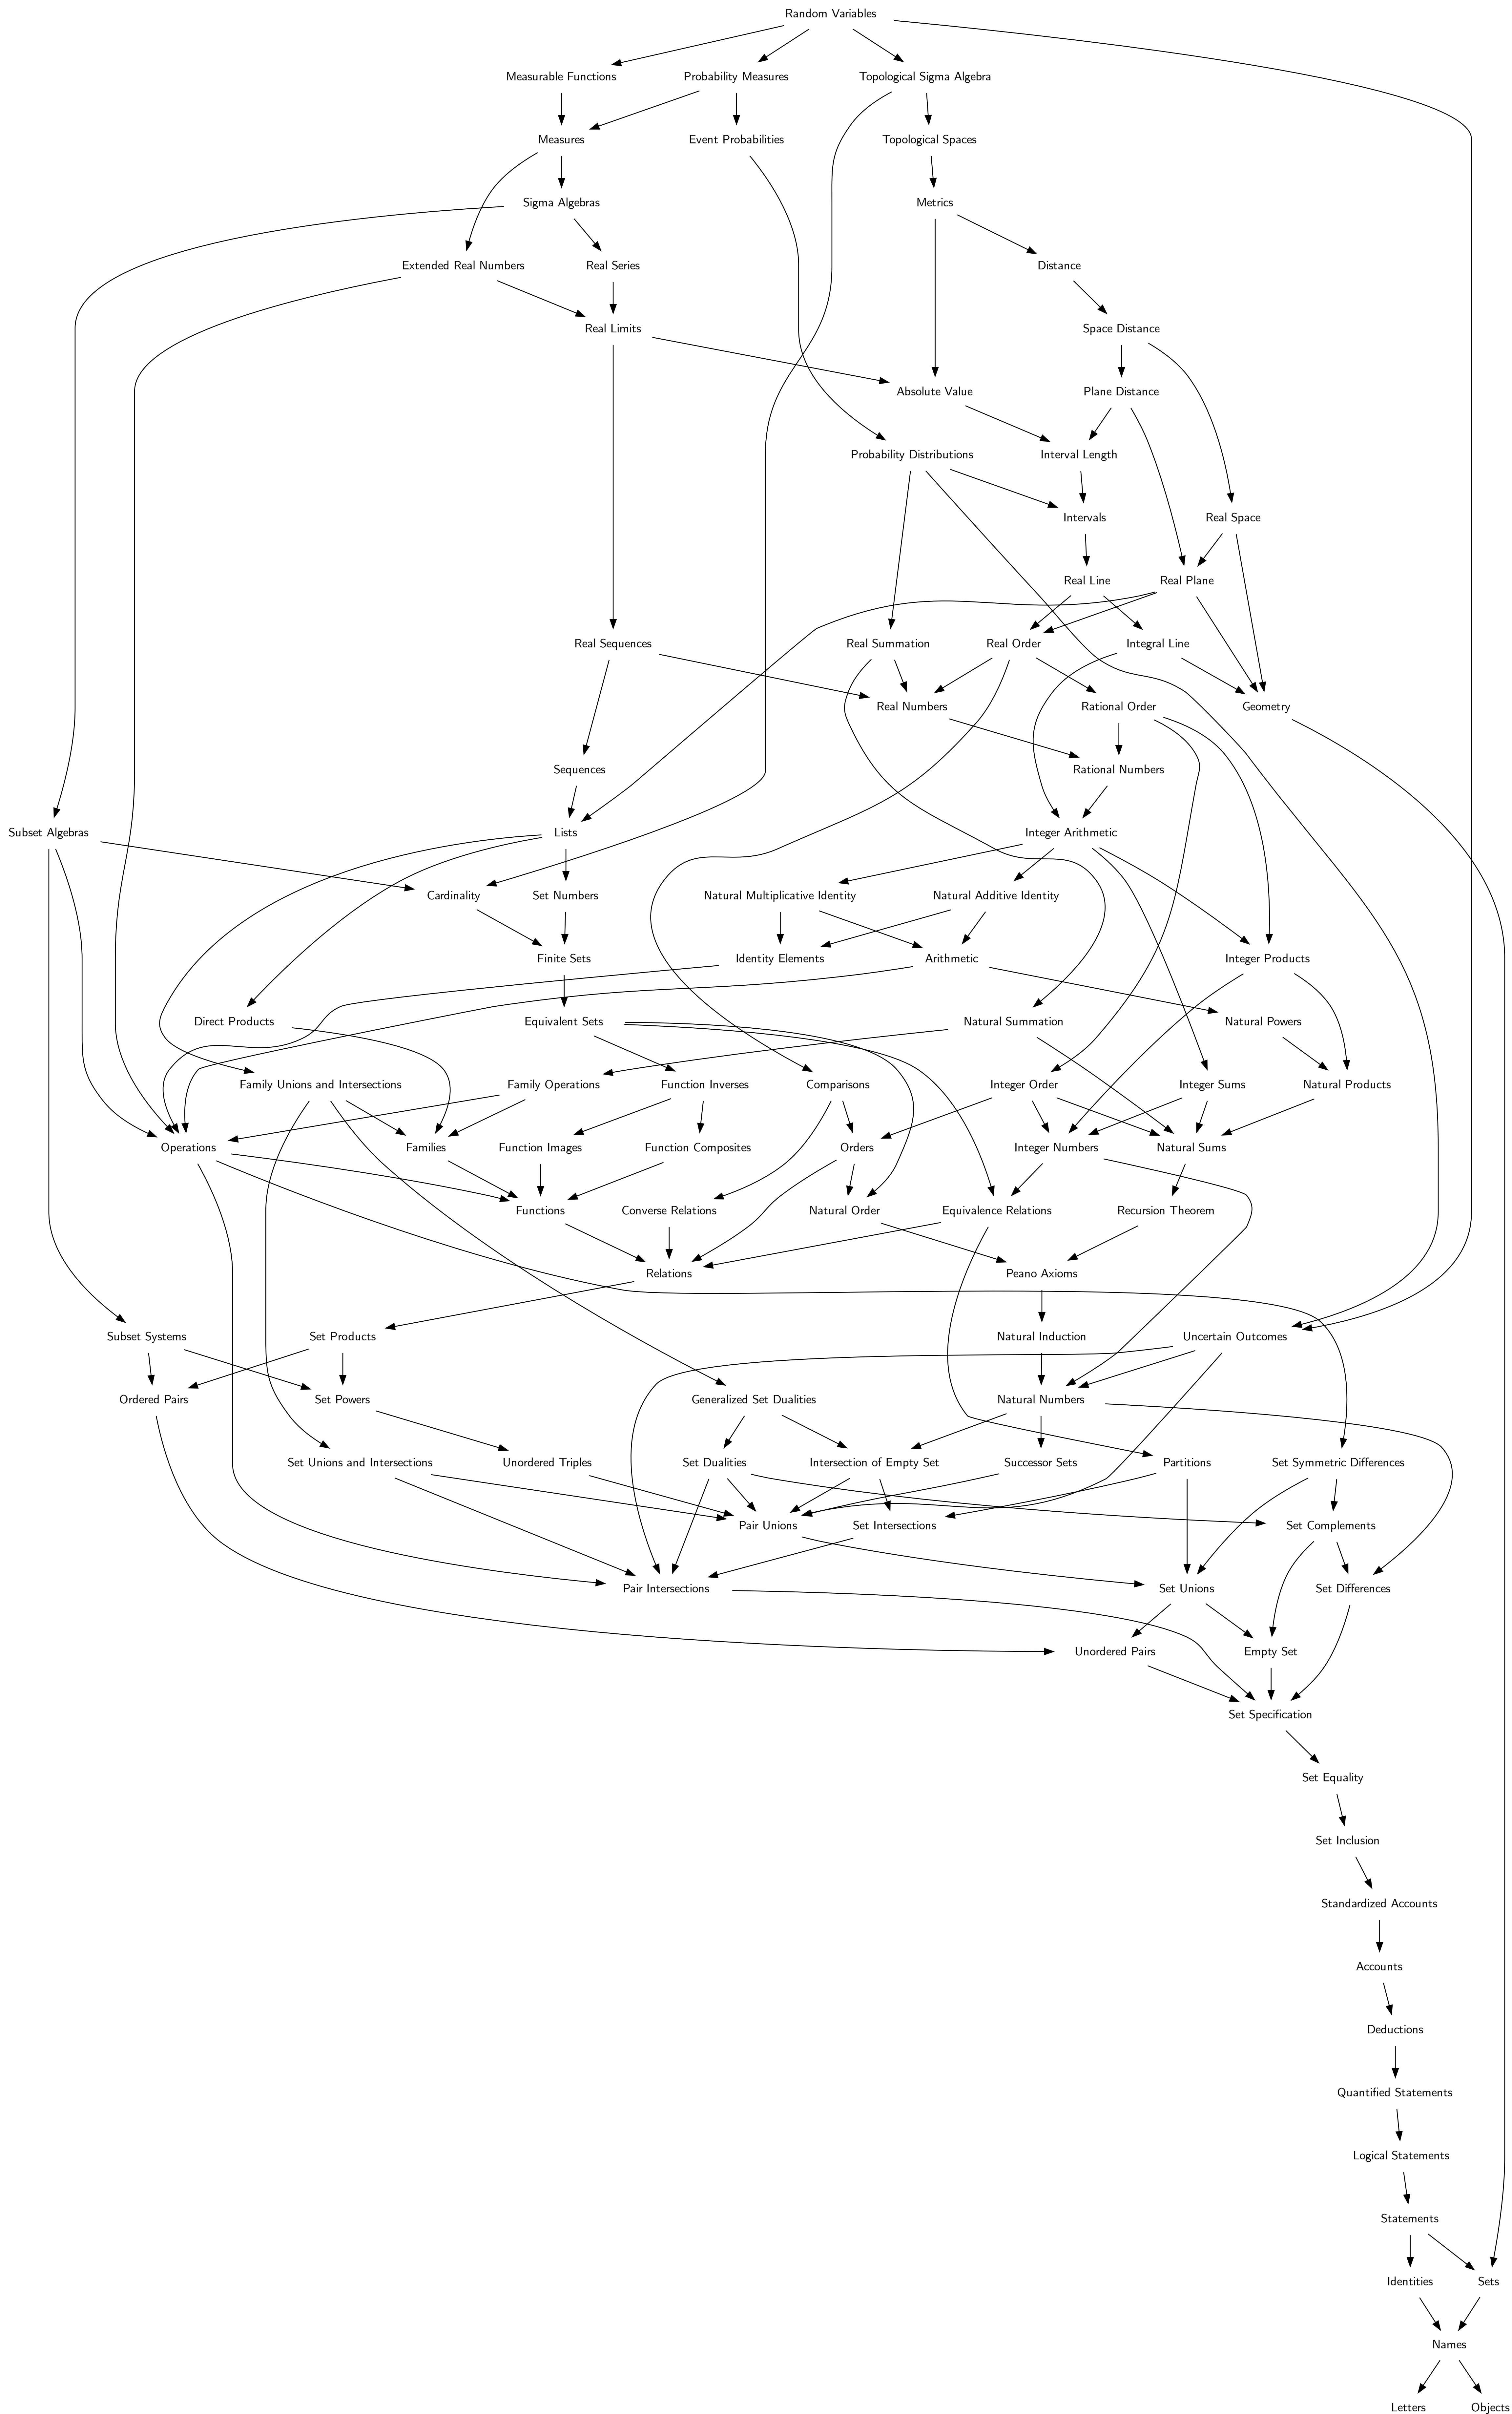 Random Variables
Measurable Functions
Probability Measures
Topological Sigma Algebra
Measures
Event Probabilities
Topological Spaces
Sigma Algebras
Metrics
Extended Real Numbers
Real Series
Distance
Real Limits
Space Distance
Absolute Value
Plane Distance
Probability Distributions
Interval Length
Intervals
Real Space
Real Line
Real Plane
Real Sequences
Real Summation
Real Order
Integral Line
Real Numbers
Rational Order
Geometry
Sequences
Rational Numbers
Subset Algebras
Lists
Integer Arithmetic
Cardinality
Set Numbers
Natural Multiplicative Identity
Natural Additive Identity
Finite Sets
Identity Elements
Arithmetic
Integer Products
Direct Products
Equivalent Sets
Natural Summation
Natural Powers
Family Unions and Intersections
Family Operations
Function Inverses
Comparisons
Integer Order
Integer Sums
Natural Products
Operations
Families
Function Images
Function Composites
Orders
Integer Numbers
Natural Sums
Functions
Converse Relations
Natural Order
Equivalence Relations
Recursion Theorem
Relations
Peano Axioms
Subset Systems
Set Products
Natural Induction
Uncertain Outcomes
Ordered Pairs
Set Powers
Generalized Set Dualities
Natural Numbers
Set Unions and Intersections
Unordered Triples
Set Dualities
Intersection of Empty Set
Successor Sets
Partitions
Set Symmetric Differences
Pair Unions
Set Intersections
Set Complements
Pair Intersections
Set Unions
Set Differences
Unordered Pairs
Empty Set
Set Specification
Set Equality
Set Inclusion
Standardized Accounts
Accounts
Deductions
Quantified Statements
Logical Statements
Statements
Identities
Sets
Names
Letters
Objects